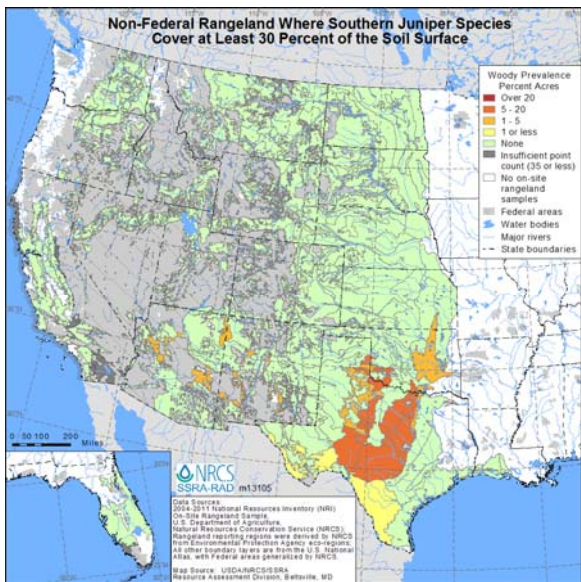 Non-Federal Rangeland Where Southern Juniper Species
Cover at Least 30 Percent of the Soil Surface
Woody Prevalence
Percent Acres
Over 20
5 - 20
1 - 5
1 or less
None
Insufficient point
count (35 or less)
No on-site
rangeland
samples
Federal areas
Water bodies
Major rivers
State boundaries
0 50 100 200
Miles
NRCS
SSRA-RAD
m13105
Data Sources:
2004-2011 National Resources Inventory (NRI)
On-Site Rangeland Sample,
U.S. Department of Agriculture,
Natural Resources Conservation Service (NRCS).
Rangeland reporting regions were derived by NRCS
from Environmental Protection Agency eco-regions.
All other boundary layers are from the U.S. National
Atlas, with Federal areas generalized by NRCS.
Map Source: USDA/NRCS/SSRA
Resource Assessment Division, Beltsville, MD